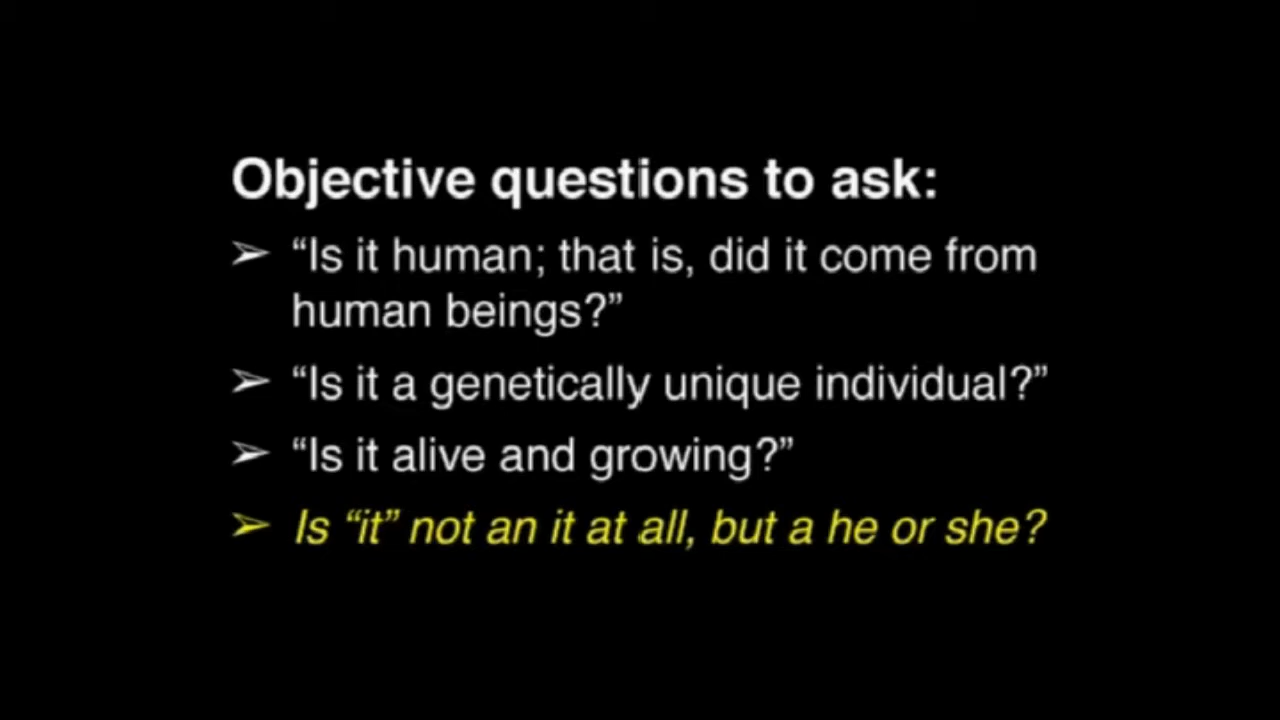 Objective questions to ask:
➢ “Is it human; that is, did it come from
human beings?”
➢ “Is it a genetically unique individual?”
➢ “Is it alive and growing?”
➢ Is “it” not an it at all, but a he or she?